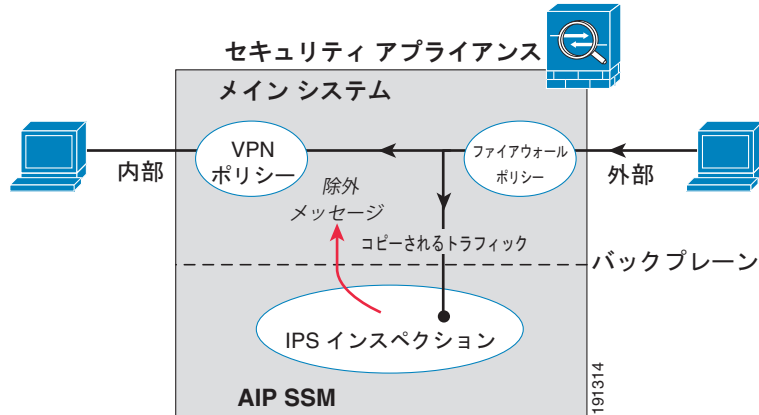 セキュリティ アプライアンス
メイン システム
VPN
ポリシー
ファイアウォール
ポリシー
内部
外部
除外
メッセージ
コピーされるトラフィック
バックプレーン
IPS インスペクション
AIP SSM
191314